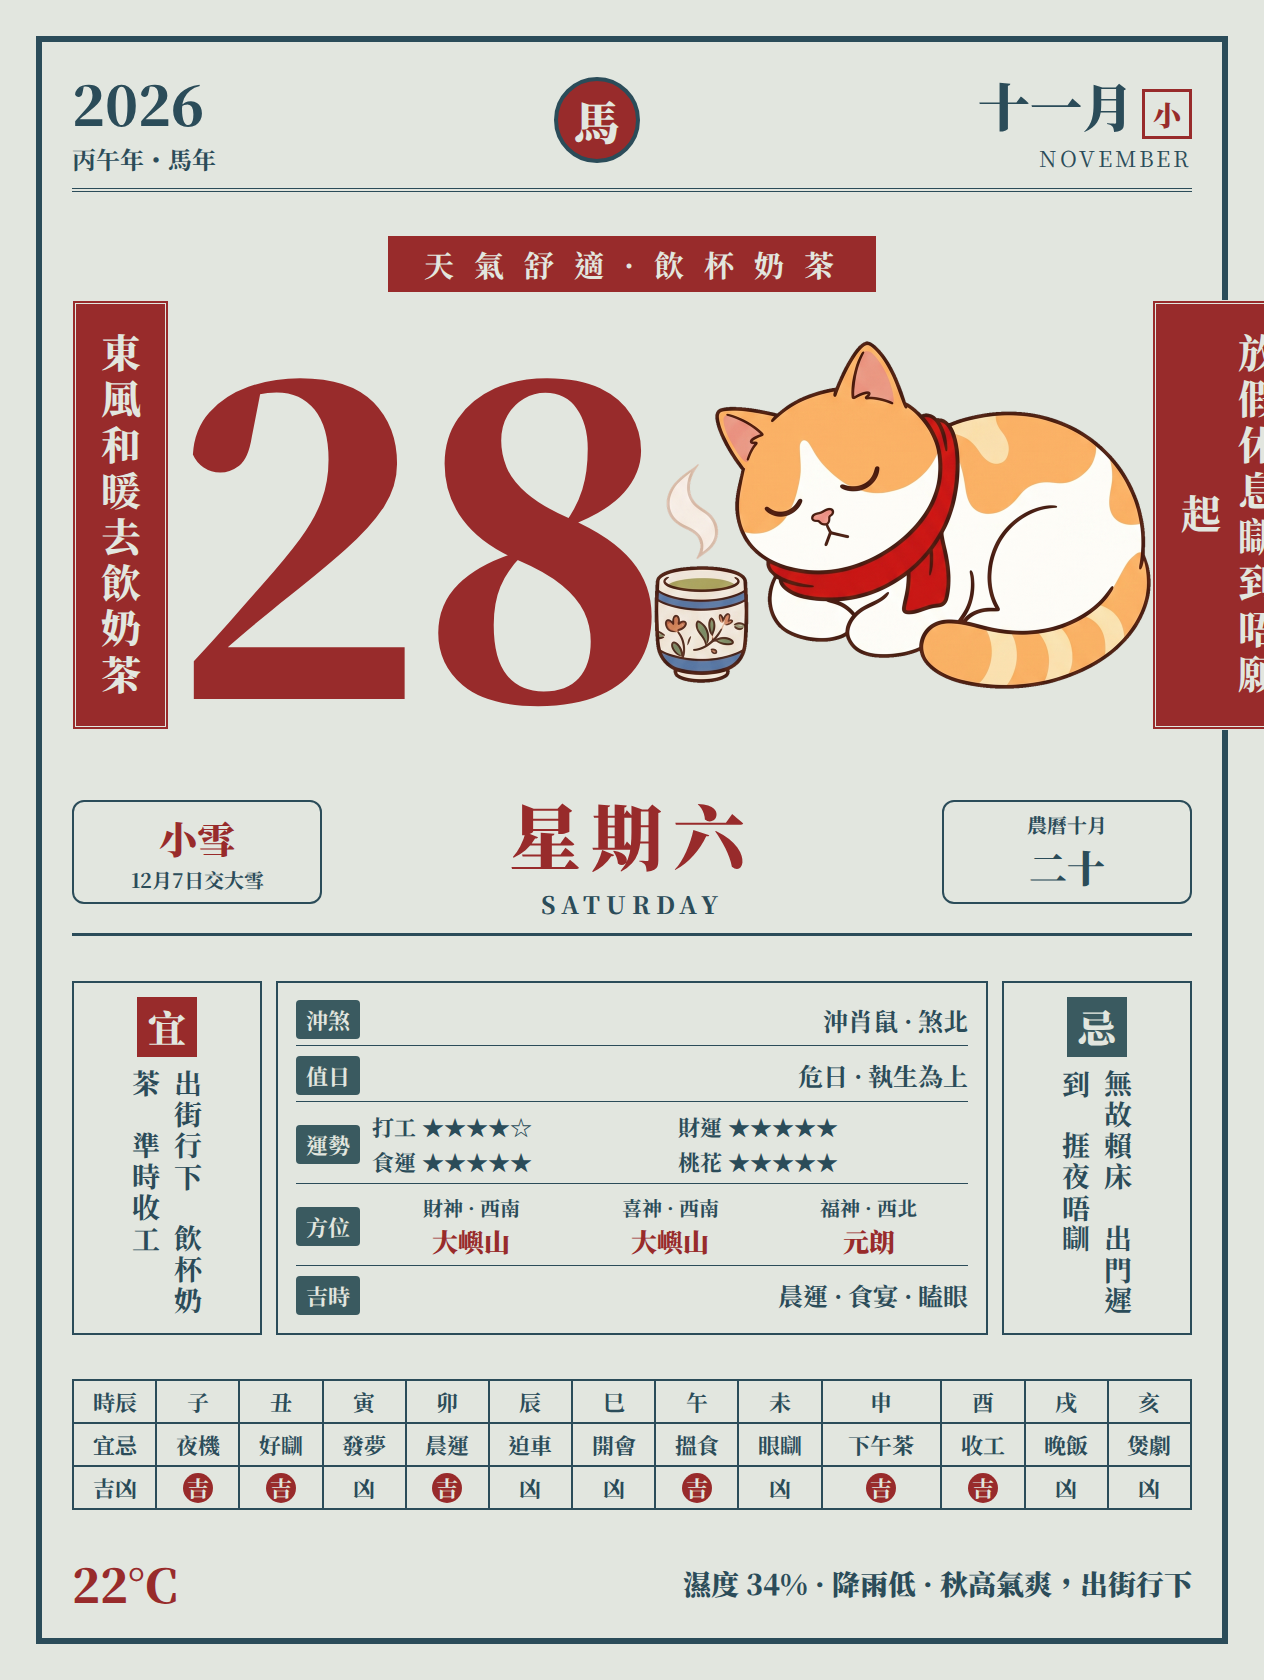 2026
丙午年・馬年
馬
十一月 小
NOVEMBER
天氣舒適·飲杯奶茶
東風和暖去飲奶茶
28
放假休息瞓到唔願
起
小雪
12月7日交大雪
星期六
SATURDAY
農曆十月
二十
宜
出街行下 飲杯奶
茶 準時收工
沖煞 沖肖鼠·煞北
值日 危日·執生為上
運勢
打工 ★★★★☆ 財運 ★★★★★
食運 ★★★★★ 桃花 ★★★★★
方位
財神·西南 喜神·西南 福神·西北
大嶼山 大嶼山 元朗
吉時 晨運·食宴·瞌眼
忌
無故賴床 出門遲
到 捱夜唔瞓
時辰 子 丑 寅 卯 辰 巳 午 未 申 酉 戌 亥
宜忌 夜機 好瞓 發夢 晨運 迫車 開會 搵食 眼瞓 下午茶 收工 晚飯 煲劇
吉凶 吉 吉 凶 吉 凶 凶 吉 凶 吉 吉 凶 凶
22°C
濕度 34%·降雨低·秋高氣爽，出街行下